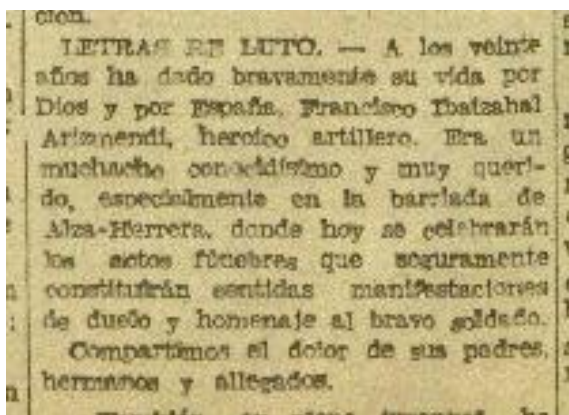 ción.
LETRAS DE LUTO. — A los veinte
años ha dado bravamente su vida por
Dios y por España, Francisco Ibaizabal
Arizmendi, heroico artillero. Era un
muchacho conocidísimo y muy queri-
do, especialmente en la barriada de
Alza-Herrera, donde hoy se celebrarán
los actos fúnebres que seguramente
constituirán sentidas manifestaciones
de duelo y homenaje al bravo soldado.
Compartimos el dolor de sus padres,
hermanos y allegados.